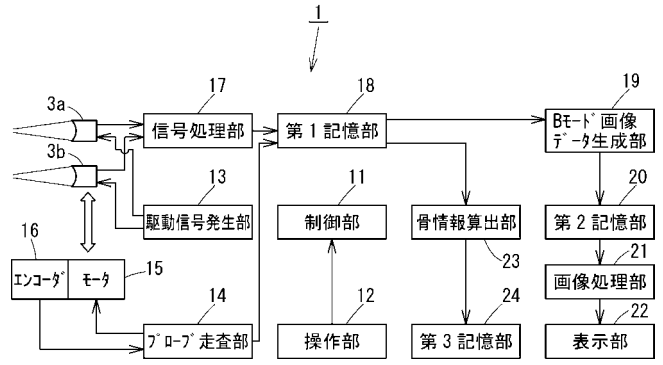 1
3a
17
18
19
信号処理部
第1記憶部
Bモード画像
データ生成部
3b
13
11
20
駆動信号発生部
制御部
骨情報算出部
第2記憶部
16
15
23
21
エンコーダ
モータ
画像処理部
14
12
24
22
プローブ走査部
操作部
第3記憶部
表示部